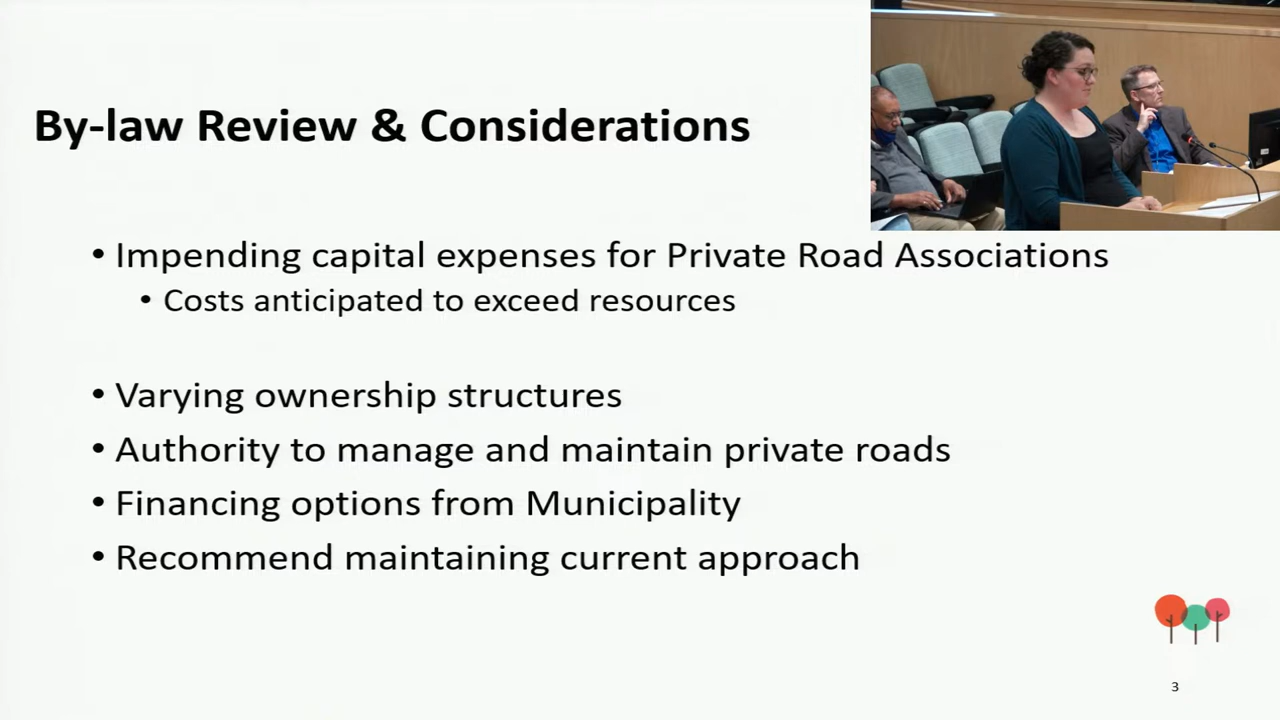 By-law Review & Considerations
• Impending capital expenses for Private Road Associations
• Costs anticipated to exceed resources
• Varying ownership structures
• Authority to manage and maintain private roads
• Financing options from Municipality
• Recommend maintaining current approach
3